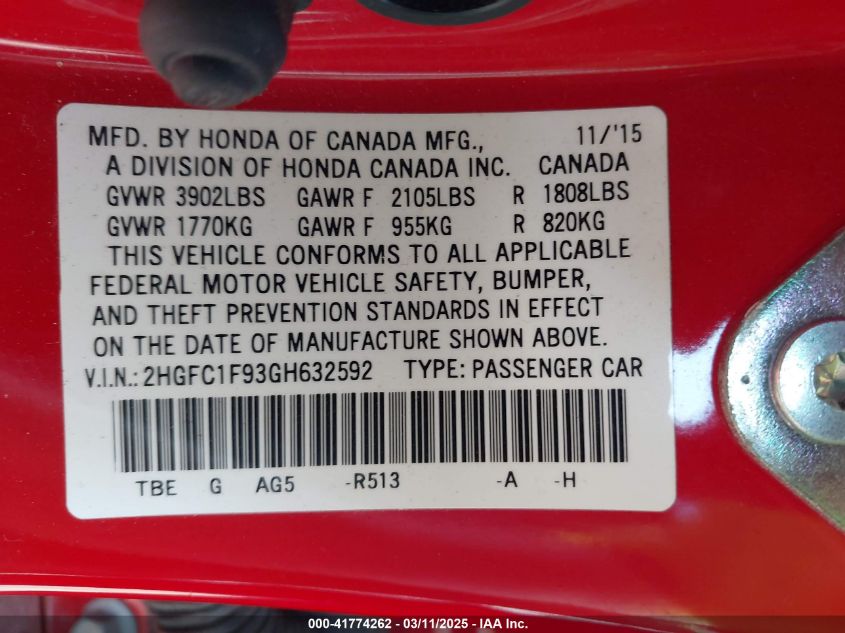 MFD. BY HONDA OF CANADA MFG., 11/'15
A DIVISION OF HONDA CANADA INC. CANADA
GVWR 3902LBS GAWR F 2105LBS R 1808LBS
GVWR 1770KG GAWR F 955KG R 820KG
THIS VEHICLE CONFORMS TO ALL APPLICABLE
FEDERAL MOTOR VEHICLE SAFETY, BUMPER,
AND THEFT PREVENTION STANDARDS IN EFFECT
ON THE DATE OF MANUFACTURE SHOWN ABOVE.
V.I.N.: 2HGFC1F93GH632592 TYPE: PASSENGER CAR
TBE G AG5 -R513 -A -H
000-41774262 - 03/11/2025 - IAA Inc.